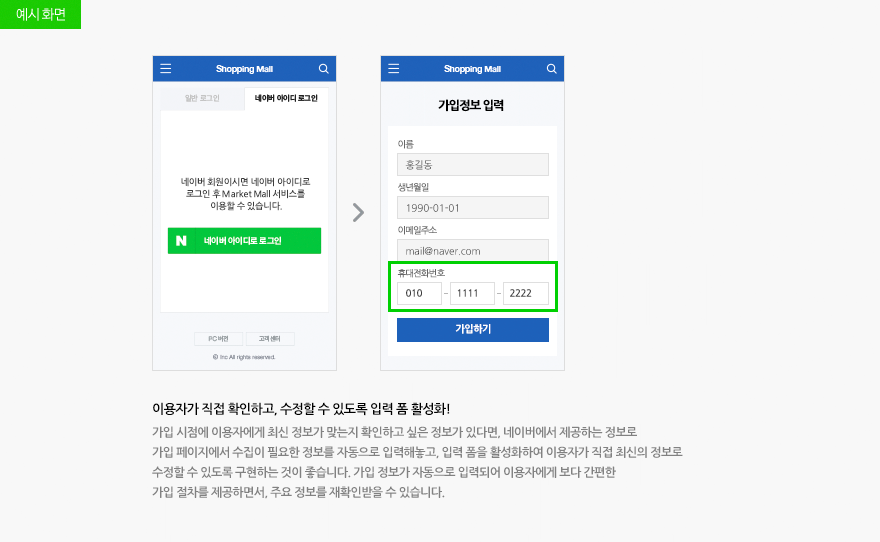 예시 화면
Shopping Mall
일반 로그인
네이버 아이디 로그인
네이버 회원이시면 네이버 아이디로
로그인 후 Market Mall 서비스를
이용할 수 있습니다.
N 네이버 아이디로 로그인
PC 버전
고객센터
© Inc All rights reserved.
Shopping Mall
가입정보 입력
이름
홍길동
생년월일
1990-01-01
이메일주소
mail@naver.com
휴대전화번호
010 - 1111 - 2222
가입하기
이용자가 직접 확인하고, 수정할 수 있도록 입력 폼 활성화!
가입 시점에 이용자에게 최신 정보가 맞는지 확인하고 싶은 정보가 있다면, 네이버에서 제공하는 정보로
가입 페이지에서 수집이 필요한 정보를 자동으로 입력해놓고, 입력 폼을 활성화하여 이용자가 직접 최신의 정보로
수정할 수 있도록 구현하는 것이 좋습니다. 가입 정보가 자동으로 입력되어 이용자에게 보다 간편한
가입 절차를 제공하면서, 주요 정보를 재확인받을 수 있습니다.